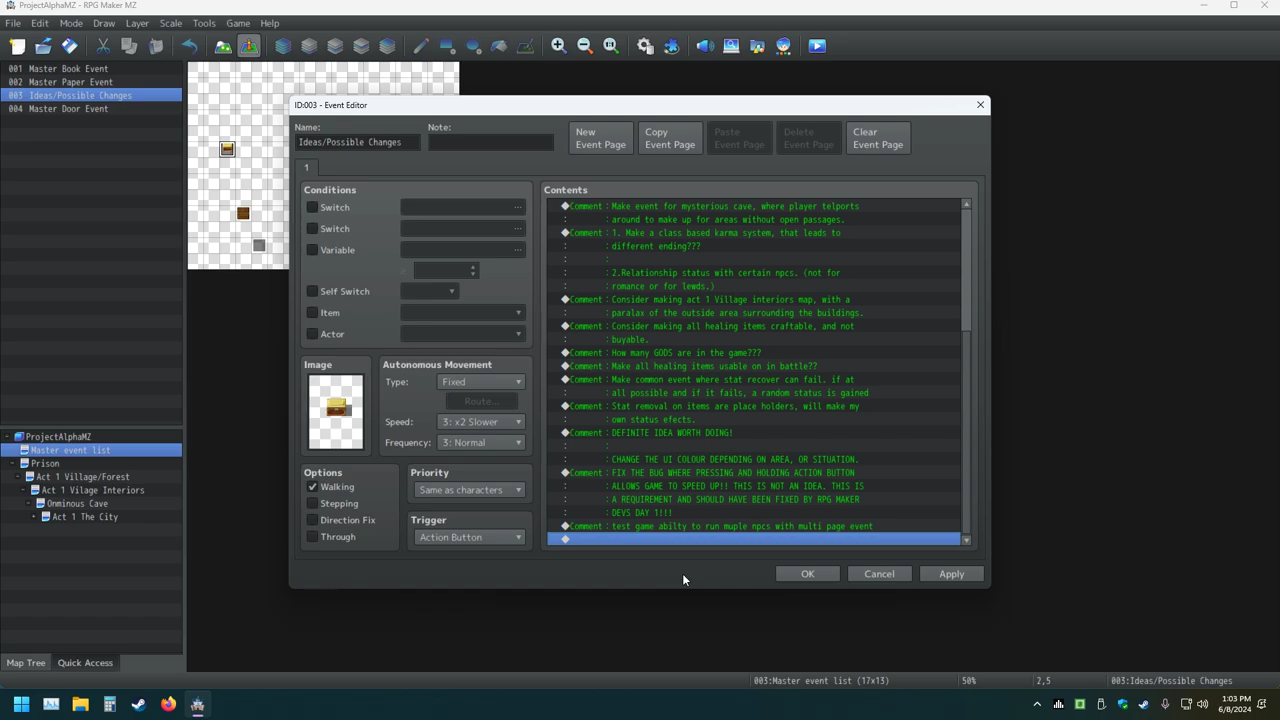 ProjectAlphaMZ - RPG Maker MZ
File Edit Mode Draw Layer Scale Tools Game Help
001 Master Book Event
002 Master Paper Event
003 Ideas/Possible Changes
004 Master Door Event
ID:003 - Event Editor
Name:
Note:
Ideas/Possible Changes
New Event Page
Copy Event Page
Paste Event Page
Delete Event Page
Clear Event Page
1
Conditions
Switch ...
Switch ...
Variable ...
≥
Self Switch
Item
Actor
Image
Autonomous Movement
Type: Fixed
Route...
Speed: 3: x2 Slower
Frequency: 3: Normal
Options
Walking
Stepping
Direction Fix
Through
Priority
Same as characters
Trigger
Action Button
Contents
◆Comment：Make event for mysterious cave, where player telports
：　　　：around to make up for areas without open passages.
◆Comment：1. Make a class based karma system, that leads to
：　　　：different ending???
：　　　：
：　　　：2.Relationship status with certain npcs. (not for
：　　　：romance or for lewds.)
◆Comment：Consider making act 1 Village interiors map, with a
：　　　：paralax of the outside area surrounding the buildings.
◆Comment：Consider making all healing items craftable, and not
：　　　：buyable.
◆Comment：How many GODS are in the game???
◆Comment：Make all healing items usable on in battle??
◆Comment：Make common event where stat recover can fail. if at
：　　　：all possible and if it fails, a random status is gained
◆Comment：Stat removal on items are place holders, will make my
：　　　：own status efects.
◆Comment：DEFINITE IDEA WORTH DOING!
：　　　：
：　　　：CHANGE THE UI COLOUR DEPENDING ON AREA, OR SITUATION.
◆Comment：FIX THE BUG WHERE PRESSING AND HOLDING ACTION BUTTON
：　　　：ALLOWS GAME TO SPEED UP!! THIS IS NOT AN IDEA. THIS IS
：　　　：A REQUIREMENT AND SHOULD HAVE BEEN FIXED BY RPG MAKER
：　　　：DEVS DAY 1!!!
◆Comment：test game abilty to run muple npcs with multi page event
◆
OK
Cancel
Apply
ProjectAlphaMZ
Master event list
Prison
Act 1 Village/Forest
Act 1 Vilage Interiors
Onminous Cave
Act 1 The City
Map Tree
Quick Access
003:Master event list (17x13)
50%
2,5
003:Ideas/Possible Changes
1:03 PM
6/8/2024